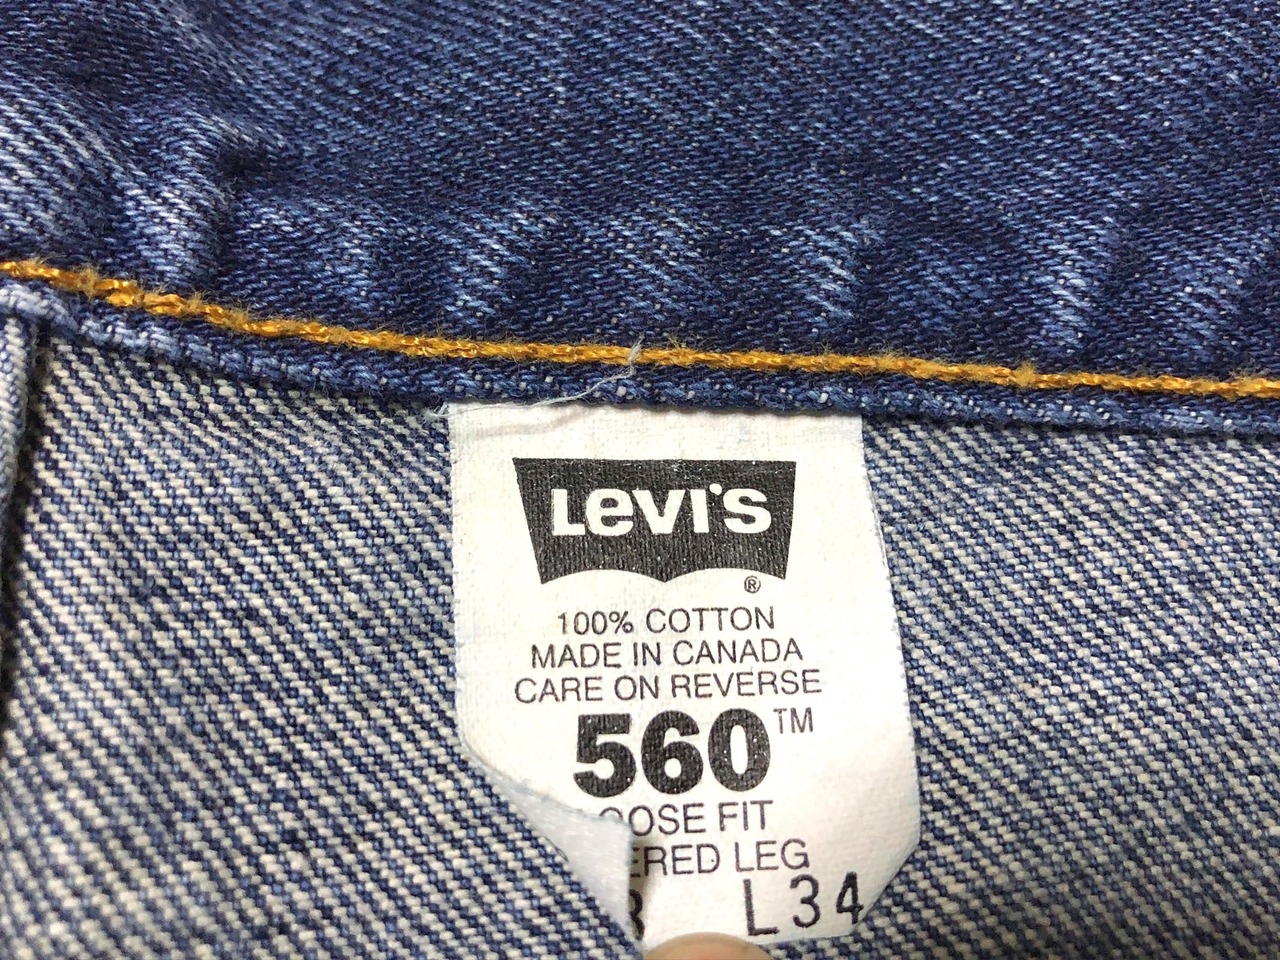 Levi's
®
100% COTTON
MADE IN CANADA
CARE ON REVERSE
560™
OOSE FIT
ERED LEG
L34